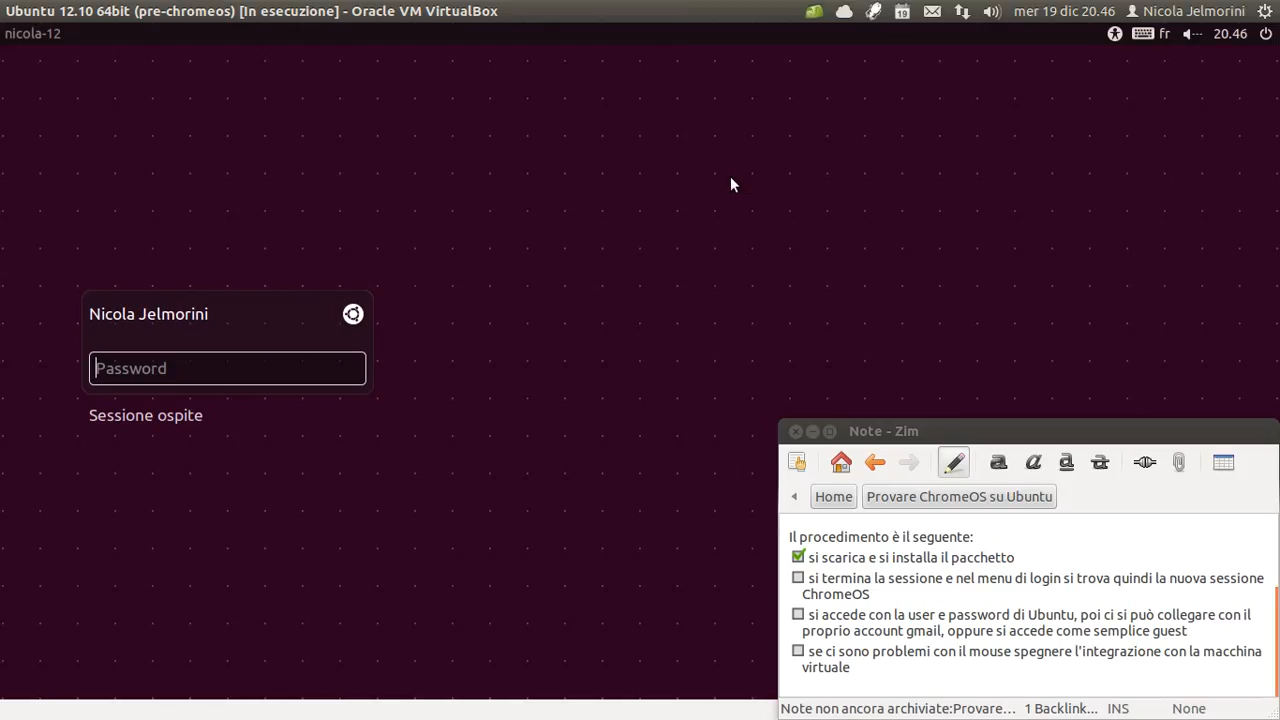 Ubuntu 12.10 64bit (pre-chromeos) [In esecuzione] - Oracle VM VirtualBox
19
mer 19 dic 20.46
Nicola Jelmorini
nicola-12
fr
20.46
Nicola Jelmorini
Password
Sessione ospite
Note - Zim
a a a a
Home
Provare ChromeOS su Ubuntu
Il procedimento è il seguente:
si scarica e si installa il pacchetto
si termina la sessione e nel menu di login si trova quindi la nuova sessione
ChromeOS
si accede con la user e password di Ubuntu, poi ci si può collegare con il
proprio account gmail, oppure si accede come semplice guest
se ci sono problemi con il mouse spegnere l'integrazione con la macchina
virtuale
Note non ancora archiviate:Provare...
1 Backlink...
INS
None